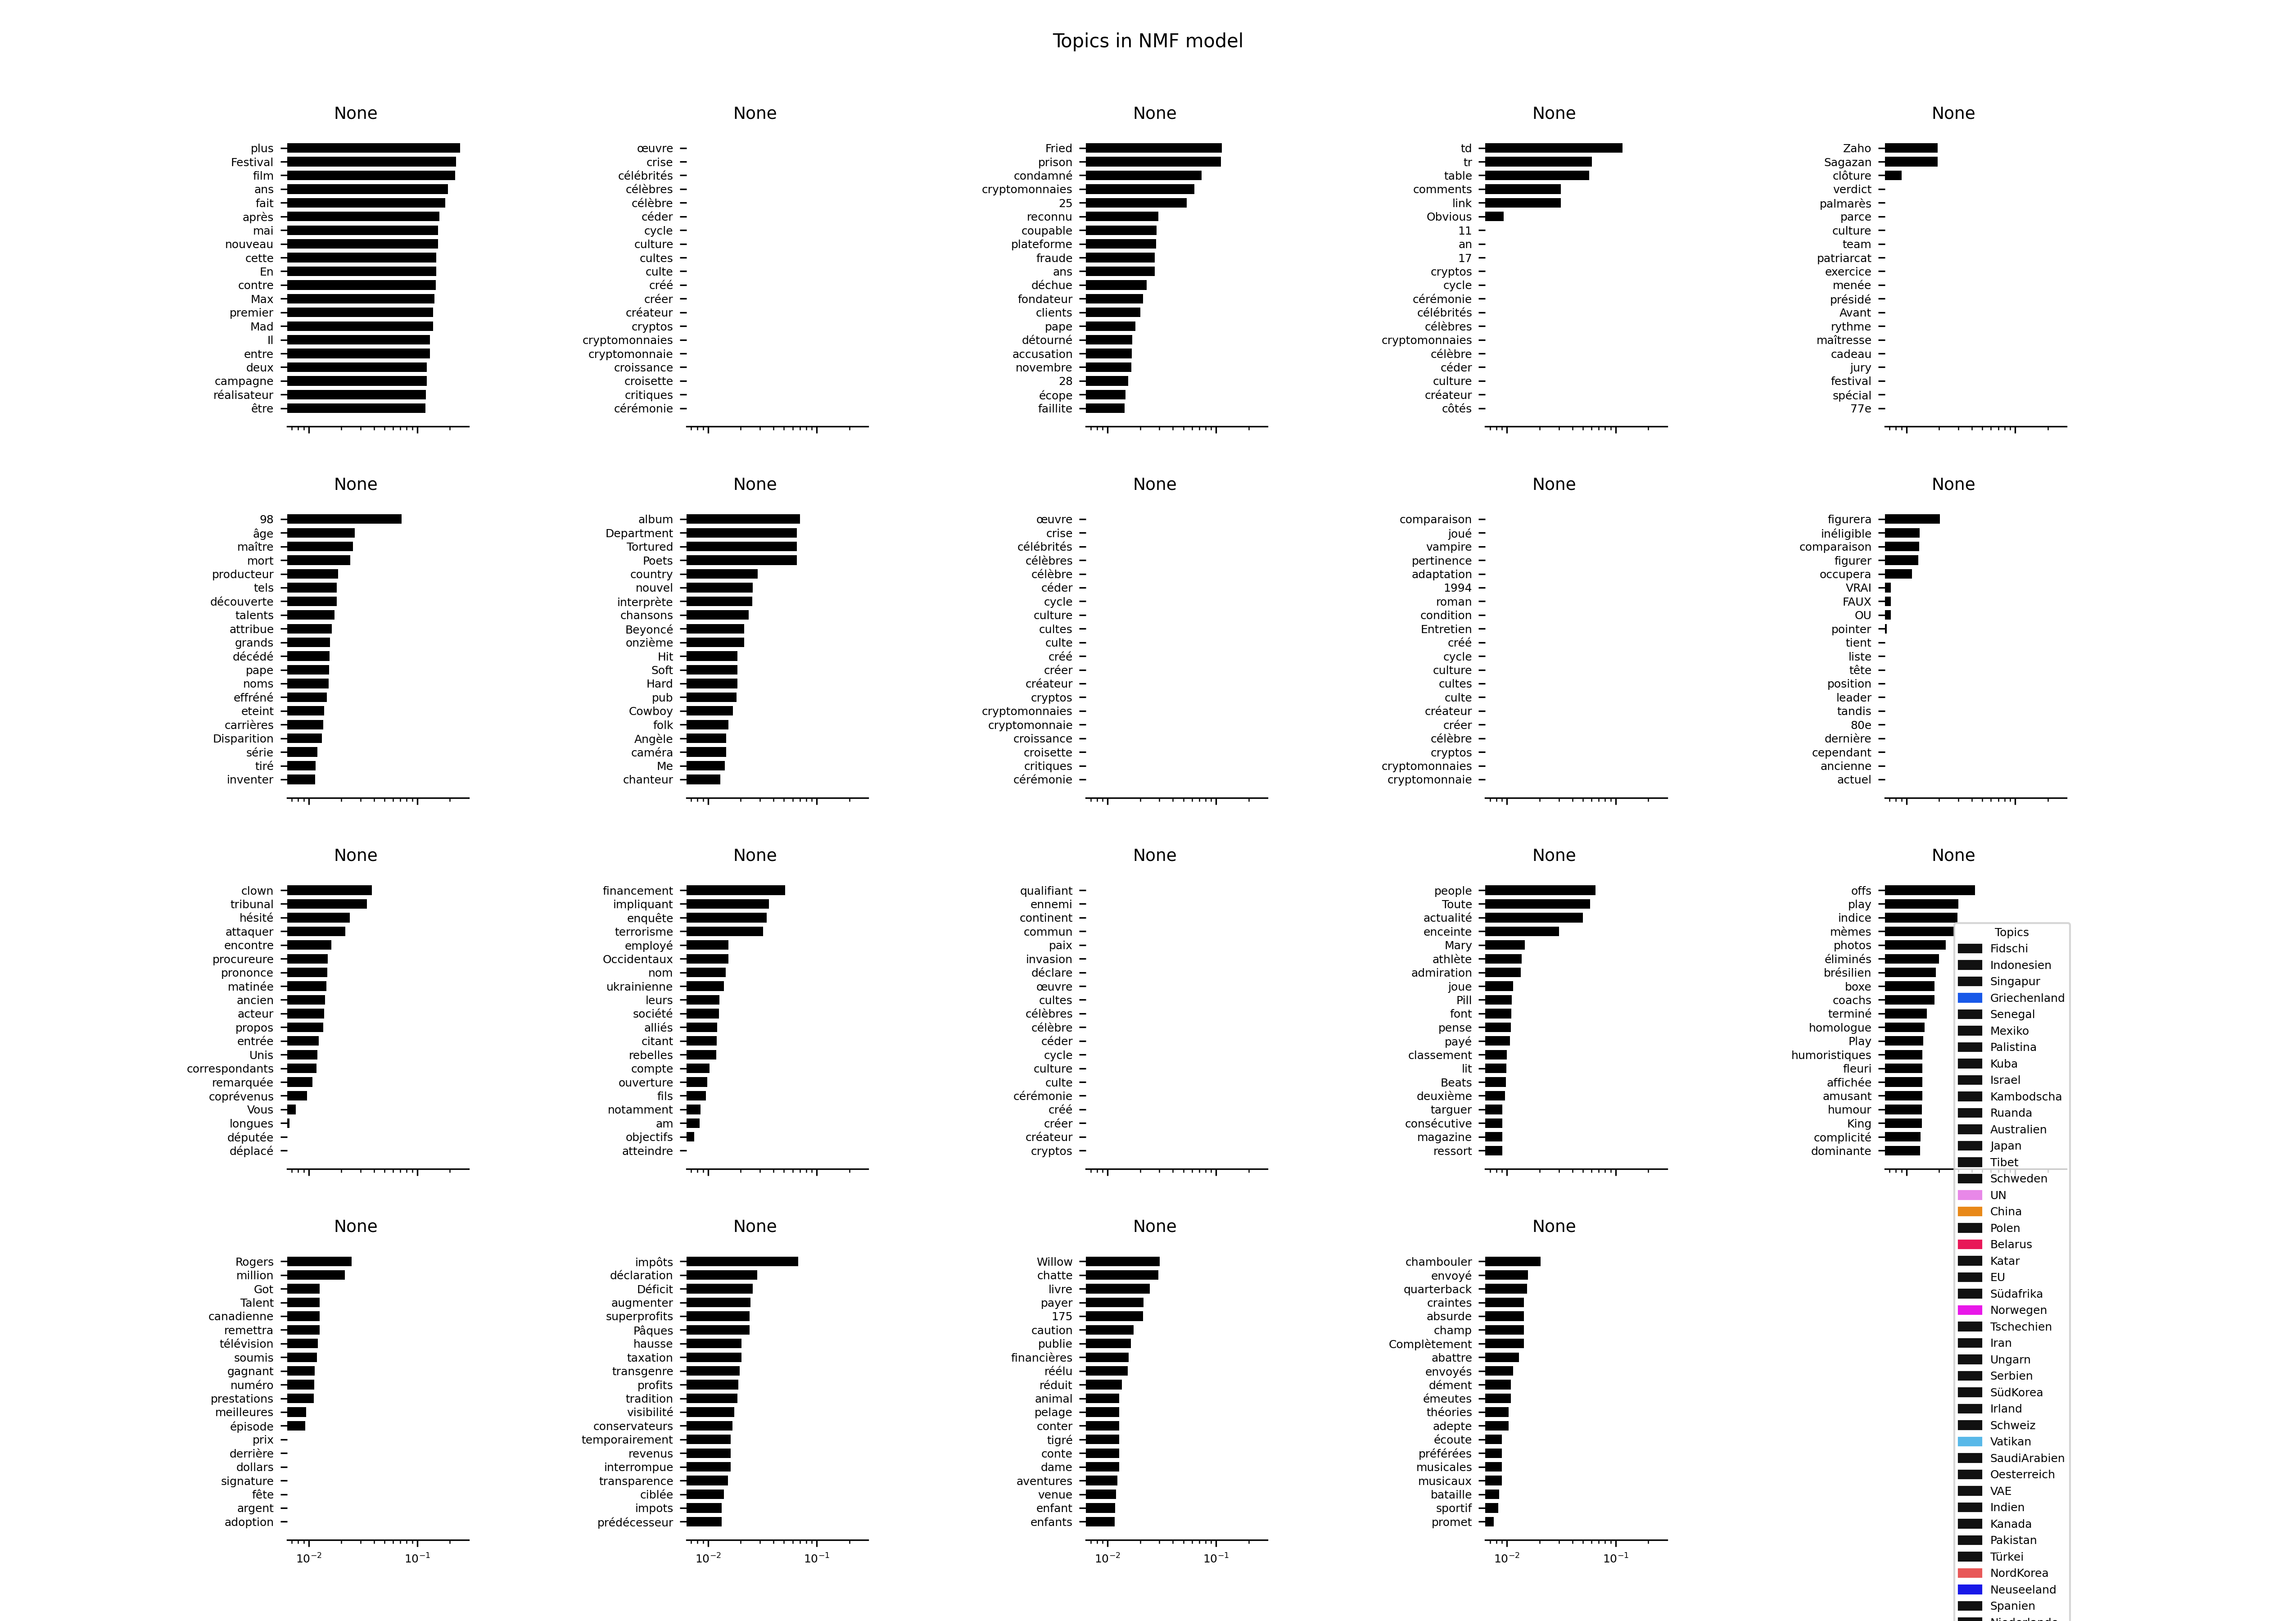 Topics in NMF model
None
plus
Festival
film
ans
fait
après
mai
nouveau
cette
En
contre
Max
premier
Mad
Il
entre
deux
campagne
réalisateur
être
None
œuvre
crise
célébrités
célèbres
célèbre
céder
cycle
culture
cultes
culte
créé
créer
créateur
cryptos
cryptomonnaies
cryptomonnaie
croissance
croisette
critiques
cérémonie
None
Fried
prison
condamné
cryptomonnaies
25
reconnu
coupable
plateforme
fraude
ans
déchue
fondateur
clients
pape
détourné
accusation
novembre
28
écope
faillite
None
td
tr
table
comments
link
Obvious
11
an
17
cryptos
cycle
cérémonie
célébrités
célèbres
cryptomonnaies
célèbre
céder
culture
créateur
côtés
None
Zaho
Sagazan
clôture
verdict
palmarès
parce
culture
team
patriarcat
exercice
menée
présidé
Avant
rythme
maîtresse
cadeau
jury
festival
spécial
77e
None
98
âge
maître
mort
producteur
tels
découverte
talents
attribue
grands
décédé
pape
noms
effréné
eteint
carrières
Disparition
série
tiré
inventer
None
album
Department
Tortured
Poets
country
nouvel
interprète
chansons
Beyoncé
onzième
Hit
Soft
Hard
pub
Cowboy
folk
Angèle
caméra
Me
chanteur
None
œuvre
crise
célébrités
célèbres
célèbre
céder
cycle
culture
cultes
culte
créé
créer
créateur
cryptos
cryptomonnaies
cryptomonnaie
croissance
croisette
critiques
cérémonie
None
comparaison
joué
vampire
pertinence
adaptation
1994
roman
condition
Entretien
créé
cycle
culture
cultes
culte
créateur
créer
célèbre
cryptos
cryptomonnaies
cryptomonnaie
None
figurera
inéligible
comparaison
figurer
occupera
VRAI
FAUX
OU
pointer
tient
liste
tête
position
leader
tandis
80e
dernière
cependant
ancienne
actuel
None
clown
tribunal
hésité
attaquer
encontre
procureure
prononce
matinée
ancien
acteur
propos
entrée
Unis
correspondants
remarquée
coprévenus
Vous
longues
députée
déplacé
None
financement
impliquant
enquête
terrorisme
employé
Occidentaux
nom
ukrainienne
leurs
société
alliés
citant
rebelles
compte
ouverture
fils
notamment
am
objectifs
atteindre
None
qualifiant
ennemi
continent
commun
paix
invasion
déclare
œuvre
cultes
célèbres
célèbre
céder
cycle
culture
culte
cérémonie
créé
créer
créateur
cryptos
None
people
Toute
actualité
enceinte
Mary
athlète
admiration
joue
Pill
font
pense
payé
classement
lit
Beats
deuxième
targuer
consécutive
magazine
ressort
None
offs
play
indice
mèmes
photos
éliminés
brésilien
boxe
coachs
terminé
homologue
Play
humoristiques
fleuri
affichée
amusant
humour
King
complicité
dominante
None
Rogers
million
Got
Talent
canadienne
remettra
télévision
soumis
gagnant
numéro
prestations
meilleures
épisode
prix
derrière
dollars
signature
fête
argent
adoption
10⁻² 10⁻¹
None
impôts
déclaration
Déficit
augmenter
superprofits
Pâques
hausse
taxation
transgenre
profits
tradition
visibilité
conservateurs
temporairement
revenus
interrompue
transparence
ciblée
impots
prédécesseur
10⁻² 10⁻¹
None
Willow
chatte
livre
payer
175
caution
publie
financières
réélu
réduit
animal
pelage
conter
tigré
conte
dame
aventures
venue
enfant
enfants
10⁻² 10⁻¹
None
chambouler
envoyé
quarterback
craintes
absurde
champ
Complètement
abattre
envoyés
dément
émeutes
théories
adepte
écoute
préférées
musicales
musicaux
bataille
sportif
promet
10⁻² 10⁻¹
Topics
Fidschi
Indonesien
Singapur
Griechenland
Senegal
Mexiko
Palistina
Kuba
Israel
Kambodscha
Ruanda
Australien
Japan
Tibet
Schweden
UN
China
Polen
Belarus
Katar
EU
Südafrika
Norwegen
Tschechien
Iran
Ungarn
Serbien
SüdKorea
Irland
Schweiz
Vatikan
SaudiArabien
Oesterreich
VAE
Indien
Kanada
Pakistan
Türkei
NordKorea
Neuseeland
Spanien